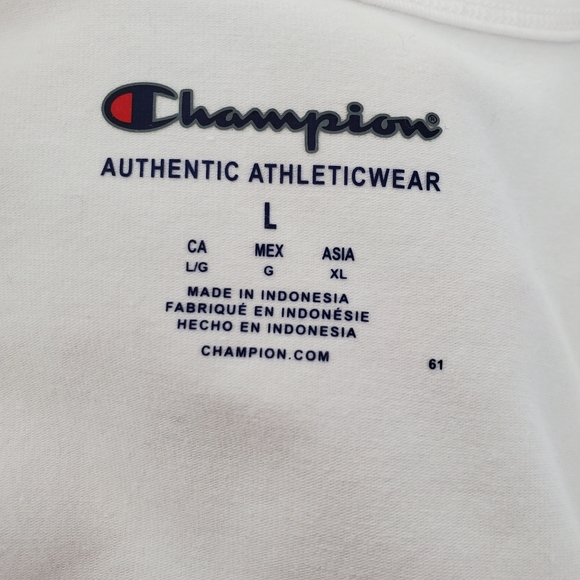 Champion®
AUTHENTIC ATHLETICWEAR
L
CA MEX ASIA
L/G G XL
MADE IN INDONESIA
FABRIQUÉ EN INDONÉSIE
HECHO EN INDONESIA
CHAMPION.COM
61